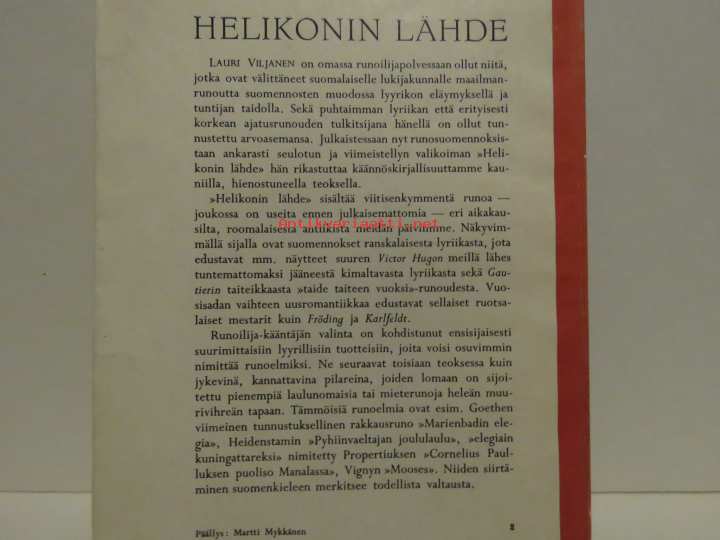 HELIKONIN LÄHDE
LAURI VILJANEN on omassa runoilijapolvessaan ollut niitä,
jotka ovat välittäneet suomalaiselle lukijakunnalle maailman-
runoutta suomennosten muodossa lyyrikon eläymyksellä ja
tuntijan taidolla. Sekä puhtaimman lyriikan että erityisesti
korkean ajatusrunouden tulkitsijana hänellä on ollut tun-
nustettu arvoasemansa. Julkaistessaan nyt runosuomennoksis-
taan ankarasti seulotun ja viimeistellyn valikoiman »Heli-
konin lähde» hän rikastuttaa käännöskirjallisuuttamme kau-
niilla, hienostuneella teoksella.
»Helikonin lähde» sisältää viitisenkymmentä runoa —
joukossa on useita ennen julkaisemattomia — eri aikakau-
silta, roomalaisesta antiikista meidän päiviimme. Näkyvim-
mällä sijalla ovat suomennokset ranskalaisesta lyriikasta, jota
edustavat mm. näytteet suuren Victor Hugon meillä lähes
tuntemattomaksi jääneestä kimaltavasta lyriikasta sekä Gau-
tierin taiteikkaasta »taide taiteen vuoksi»-runoudesta. Vuo-
sisadan vaihteen uusromantiikkaa edustavat sellaiset ruotsa-
laiset mestarit kuin Fröding ja Karlfeldt.
Runoilija-kääntäjän valinta on kohdistunut ensisijaisesti
suurimittaisiin lyyrillisiin tuotteisiin, joita voisi osuvimmin
nimittää runoelmiksi. Ne seuraavat toisiaan teoksessa kuin
jykevinä, kannattavina pilareina, joiden lomaan on sijoi-
tettu pienempiä laulunomaisia tai mieterunoja heleän muu-
rivihreän tapaan. Tämmöisiä runoelmia ovat esim. Goethen
viimeinen tunnustuksellinen rakkausruno »Marienbadin ele-
gia», Heidenstamin »Pyhiinvaeltajan joululaulu», »elegiain
kuningattareksi» nimitetty Propertiuksen »Cornelius Paul-
luksen puoliso Manalassa», Vignyn »Mooses». Niiden siirtä-
minen suomenkieleen merkitsee todellista valtausta.
Päällys: Martti Mykkänen
Antikvariaatti.net